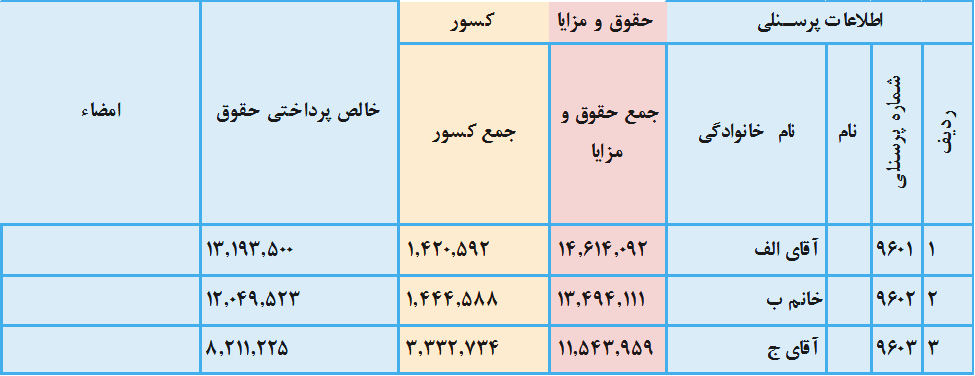 اطلاعات پرسـنلی	حقوق و مزایا	کسور
ردیف	شماره پرسنلی	نام	نام خانوادگی	جمع حقوق و مزایا	جمع کسور	خالص پرداختی حقوق	امضاء
۱	۹۶۰۱	آقای الف	۱۴,۶۱۴,۰۹۲	۱,۴۲۰,۵۹۲	۱۳,۱۹۳,۵۰۰
۲	۹۶۰۲	خانم ب	۱۳,۴۹۴,۱۱۱	۱,۴۴۴,۵۸۸	۱۲,۰۴۹,۵۲۳
۳	۹۶۰۳	آقای ج	۱۱,۵۴۳,۹۵۹	۳,۳۳۲,۷۳۴	۸,۲۱۱,۲۲۵